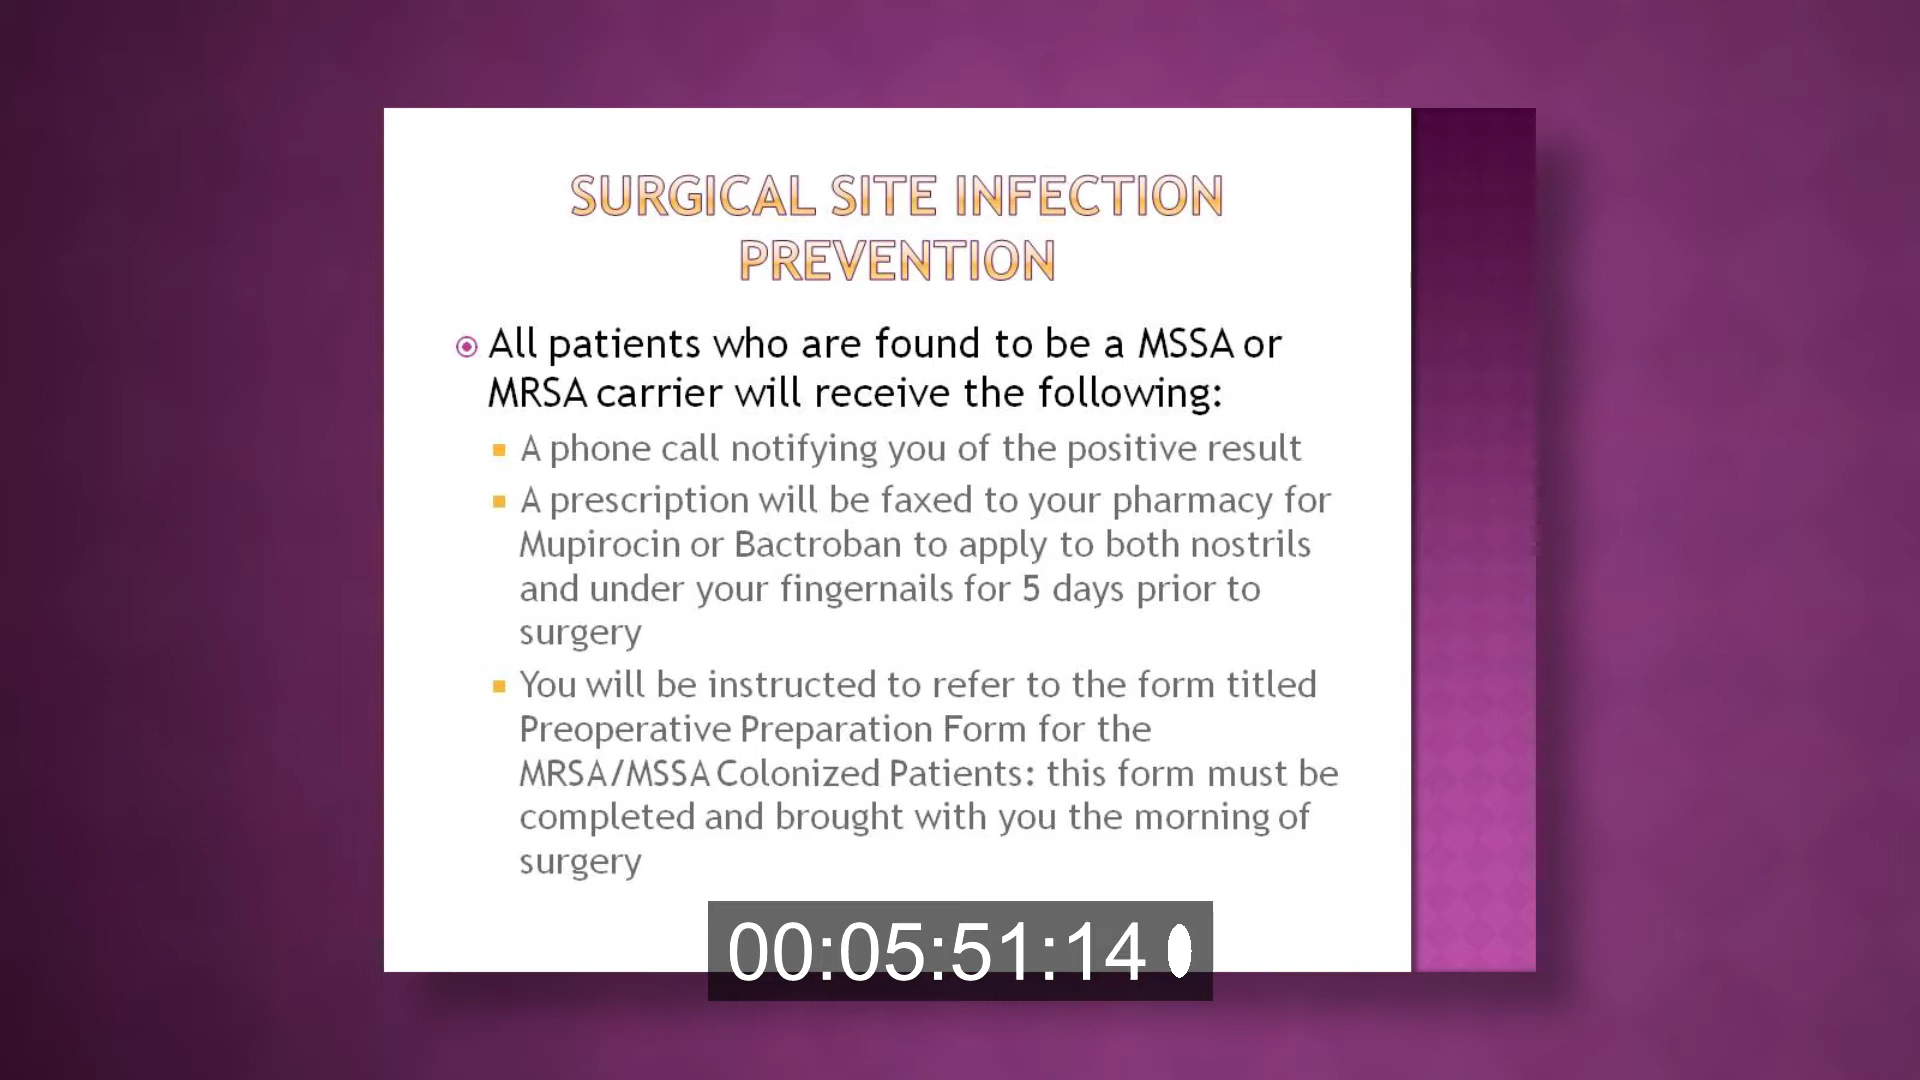 SURGICAL SITE INFECTION
PREVENTION
All patients who are found to be a MSSA or
MRSA carrier will receive the following:
A phone call notifying you of the positive result
A prescription will be faxed to your pharmacy for
Mupirocin or Bactroban to apply to both nostrils
and under your fingernails for 5 days prior to
surgery
You will be instructed to refer to the form titled
Preoperative Preparation Form for the
MRSA/MSSA Colonized Patients: this form must be
completed and brought with you the morning of
surgery
00:05:51:14